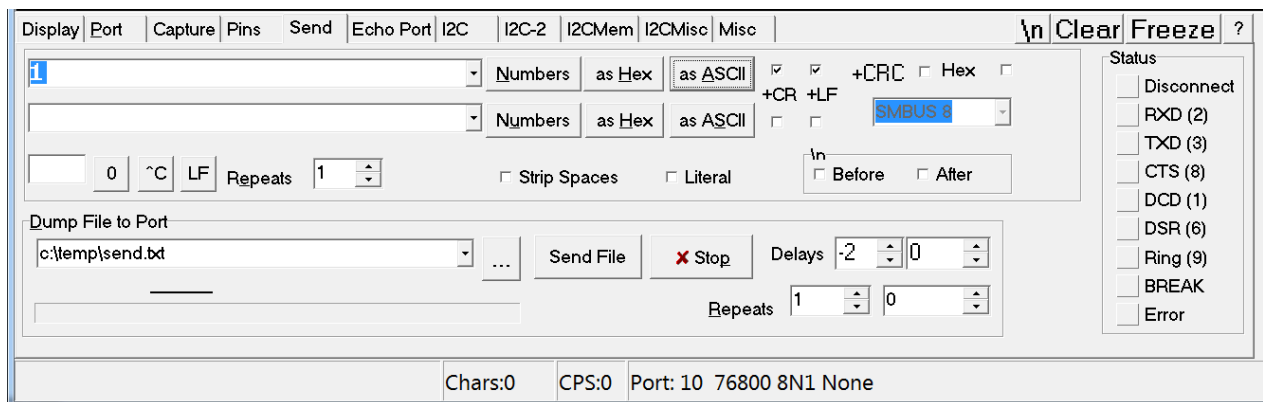 Display Port Capture Pins Send Echo Port I2C I2C-2 I2CMem I2CMisc Misc \n Clear Freeze ?
Status
1 Numbers as Hex as ASCII +CR +LF +CRC Hex
Disconnect
Numbers as Hex as ASCII SMBUS 8
RXD (2)
TXD (3)
\n
0 ^C LF Repeats 1 Strip Spaces Literal Before After
CTS (8)
DCD (1)
Dump File to Port
DSR (6)
c:\temp\send.txt ... Send File Stop Delays -2 0
Ring (9)
BREAK
Repeats 1 0
Error
Chars:0 CPS:0 Port: 10 76800 8N1 None